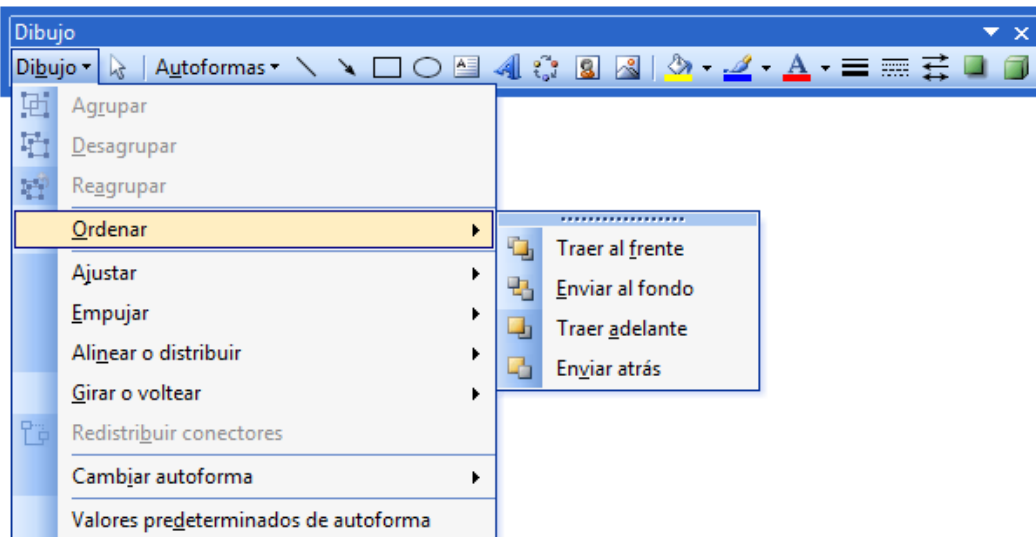 Dibujo
Dibujo Autoformas A
Agrupar
Desagrupar
Reagrupar
Ordenar
Ajustar
Empujar
Alinear o distribuir
Girar o voltear
Redistribuir conectores
Cambiar autoforma
Valores predeterminados de autoforma
Traer al frente
Enviar al fondo
Traer adelante
Enviar atrás